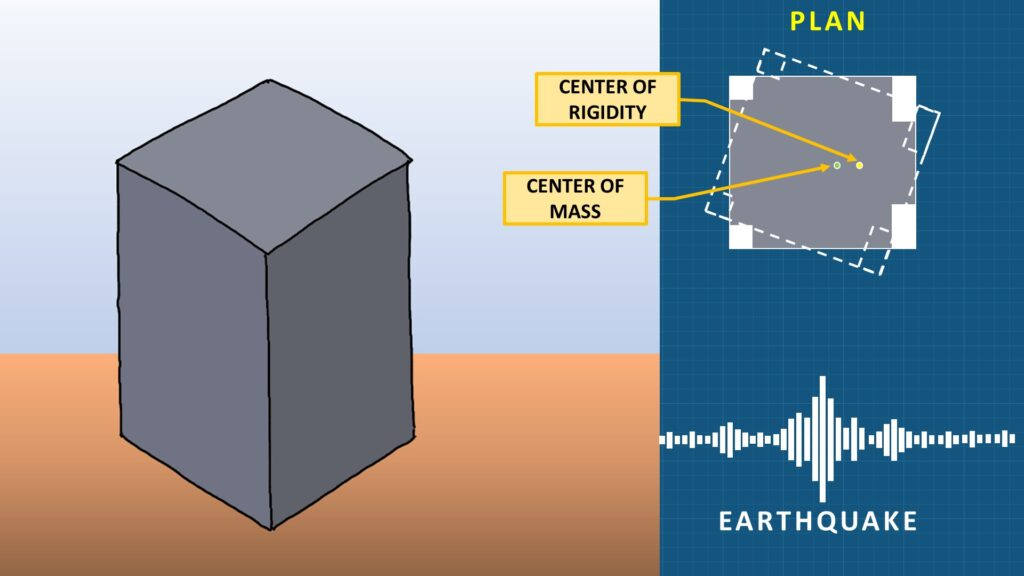 PLAN
CENTER OF
RIGIDITY
CENTER OF
MASS
EARTHQUAKE